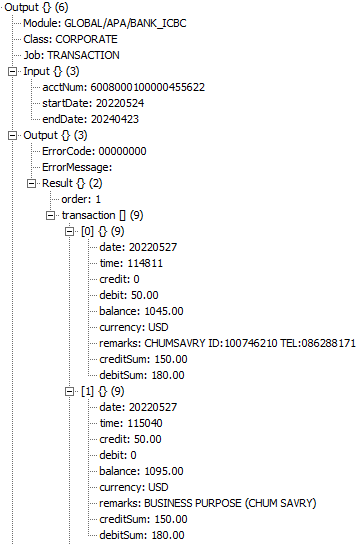 Output {} (6)
Module: GLOBAL/APA/BANK_ICBC
Class: CORPORATE
Job: TRANSACTION
Input {} (3)
acctNum: 6008000100000455622
startDate: 20220524
endDate: 20240423
Output {} (3)
ErrorCode: 00000000
ErrorMessage:
Result {} (2)
order: 1
transaction [] (9)
[0] {} (9)
date: 20220527
time: 114811
credit: 0
debit: 50.00
balance: 1045.00
currency: USD
remarks: CHUMSAVRY ID:100746210 TEL:086288171
creditSum: 150.00
debitSum: 180.00
[1] {} (9)
date: 20220527
time: 115040
credit: 50.00
debit: 0
balance: 1095.00
currency: USD
remarks: BUSINESS PURPOSE (CHUM SAVRY)
creditSum: 150.00
debitSum: 180.00